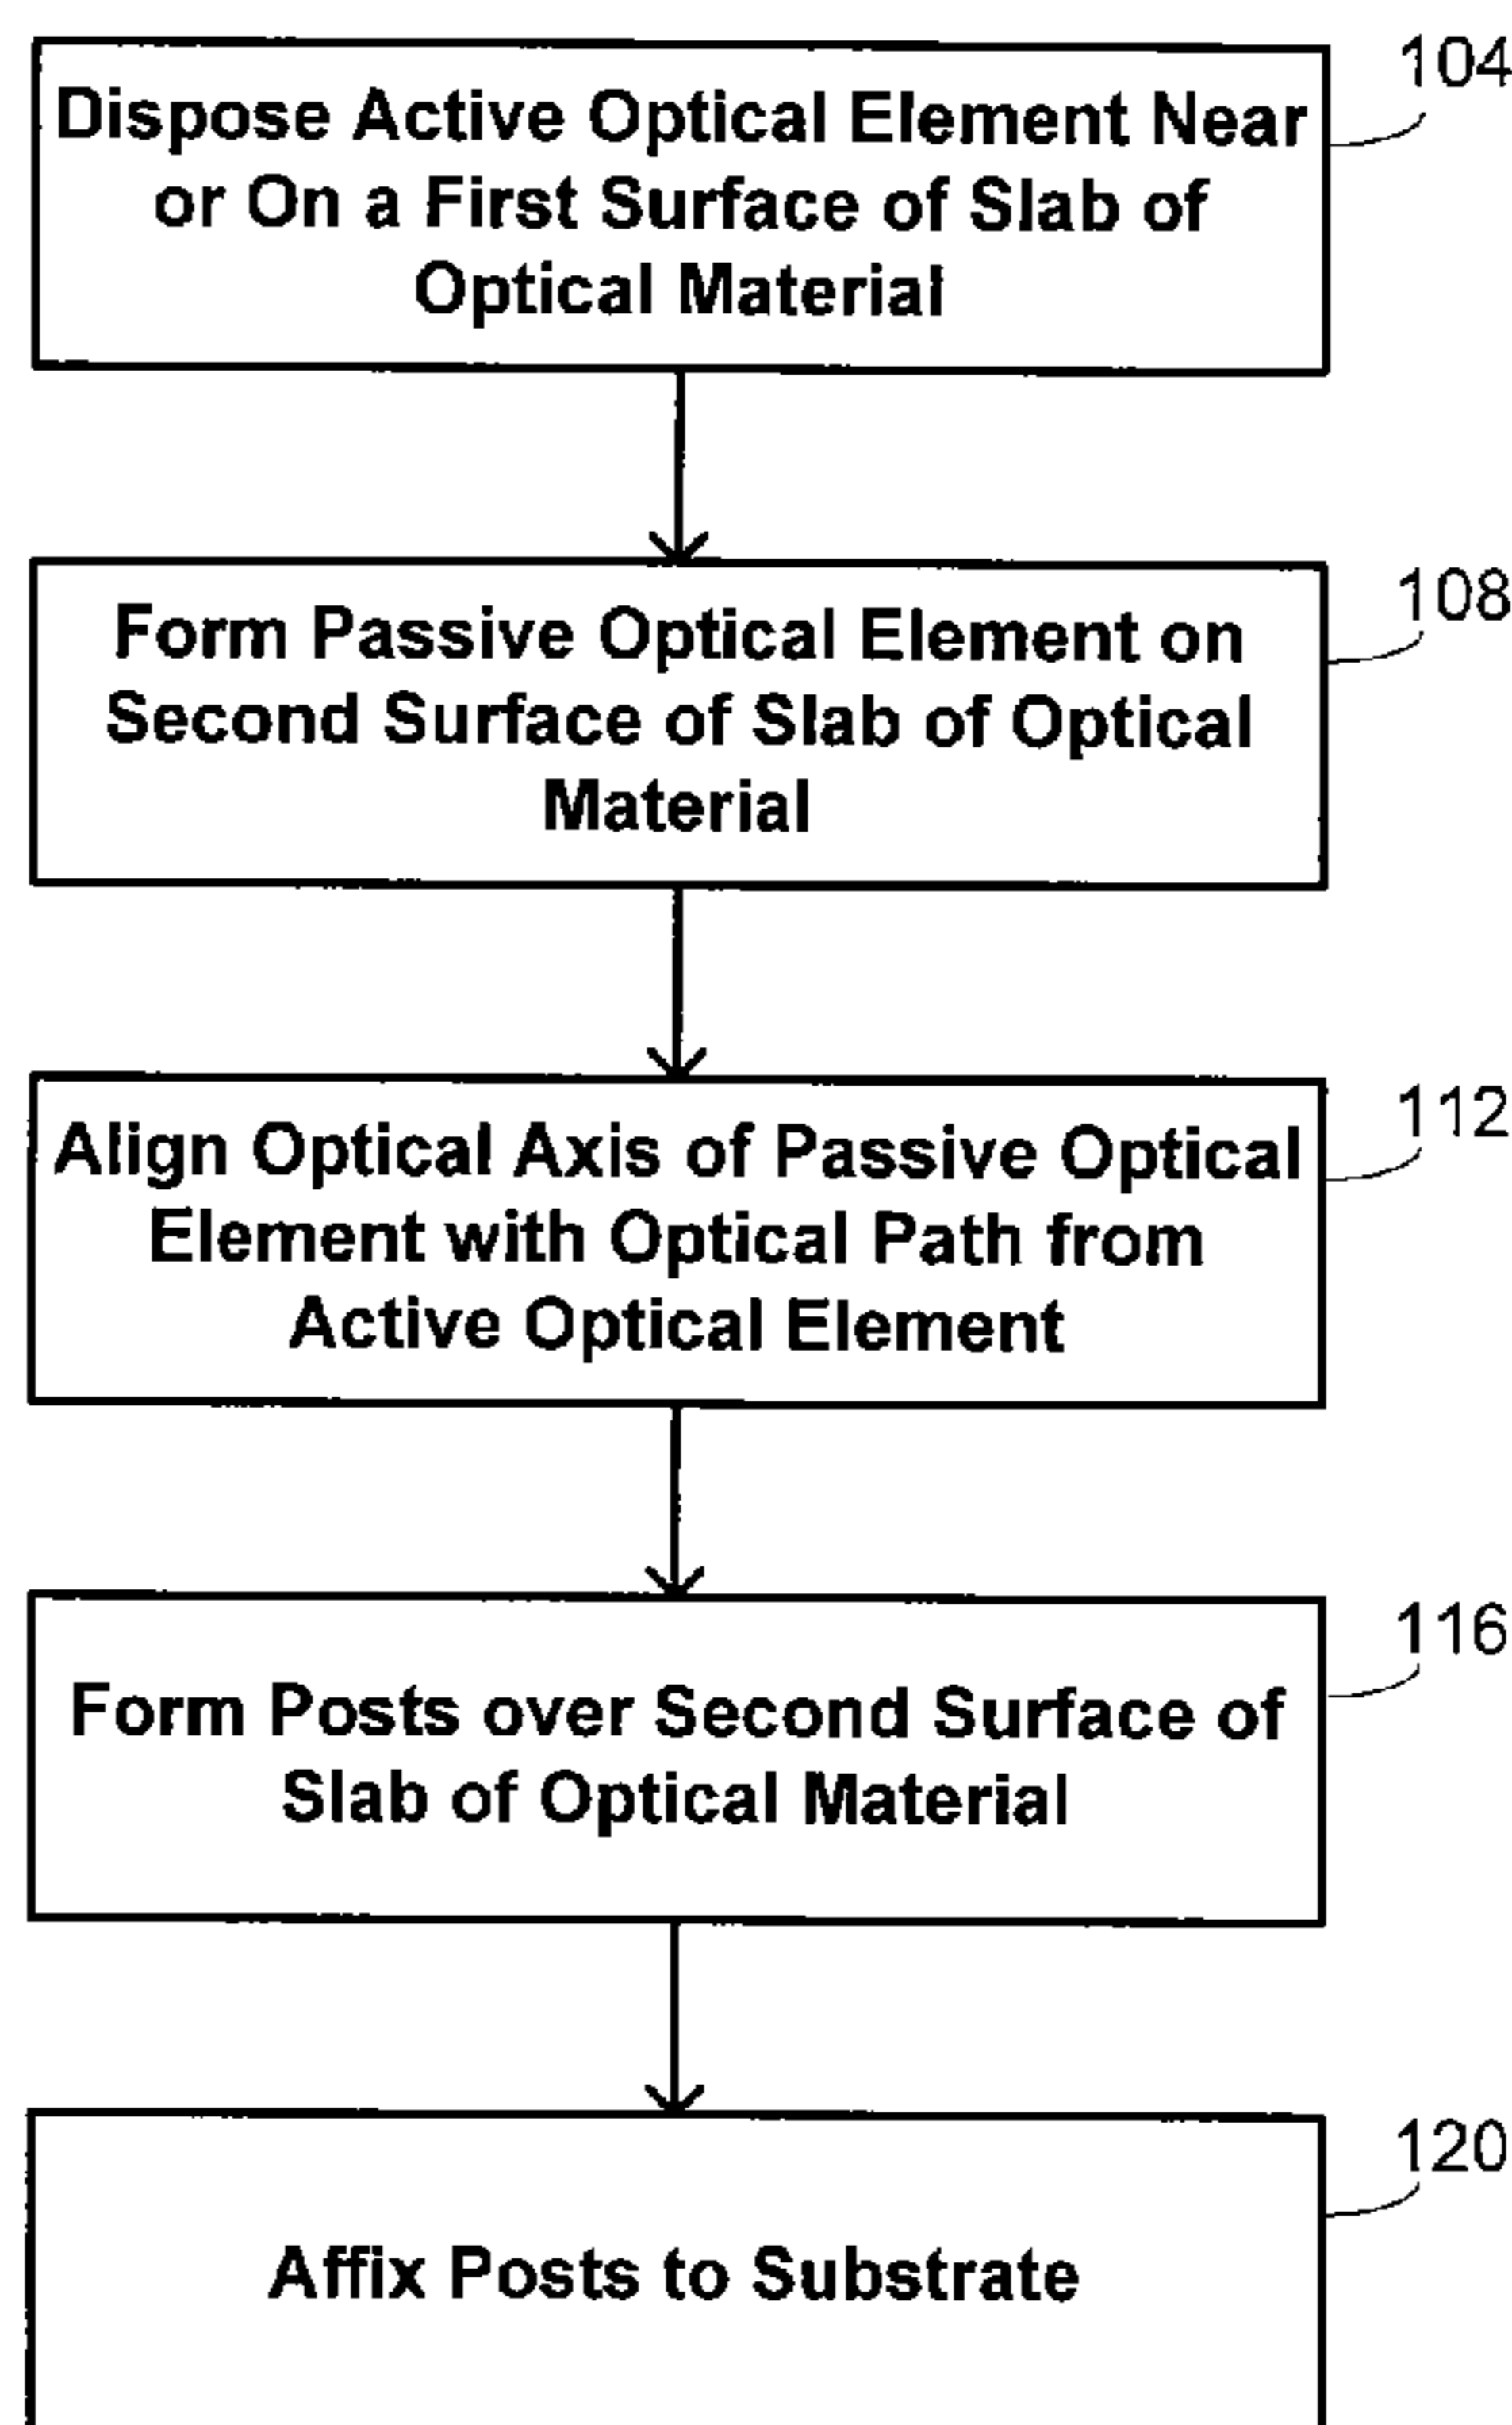 104
Dispose Active Optical Element Near
or On a First Surface of Slab of
Optical Material
108
Form Passive Optical Element on
Second Surface of Slab of Optical
Material
112
Align Optical Axis of Passive Optical
Element with Optical Path from
Active Optical Element
116
Form Posts over Second Surface of
Slab of Optical Material
120
Affix Posts to Substrate